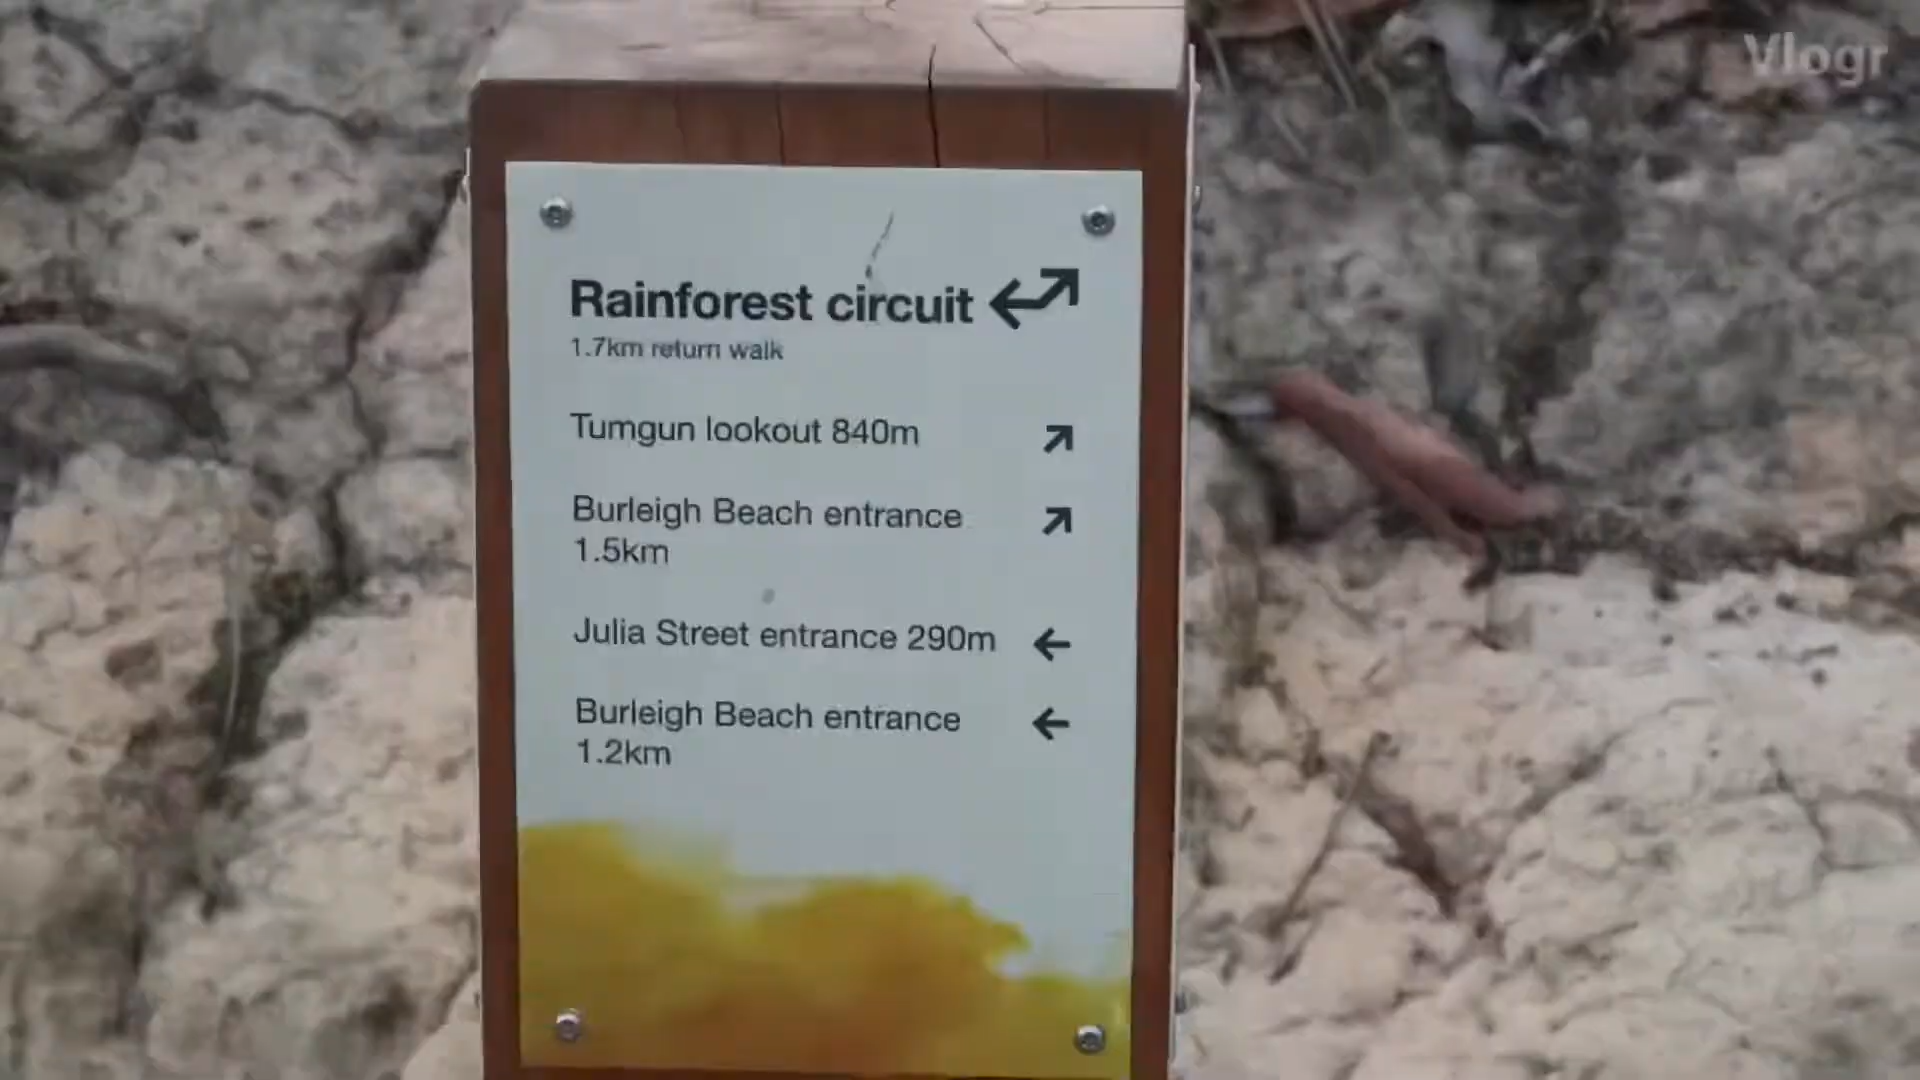 Vlogr
Rainforest circuit
1.7km return walk
Tumgun lookout 840m
Burleigh Beach entrance
1.5km
Julia Street entrance 290m
Burleigh Beach entrance
1.2km